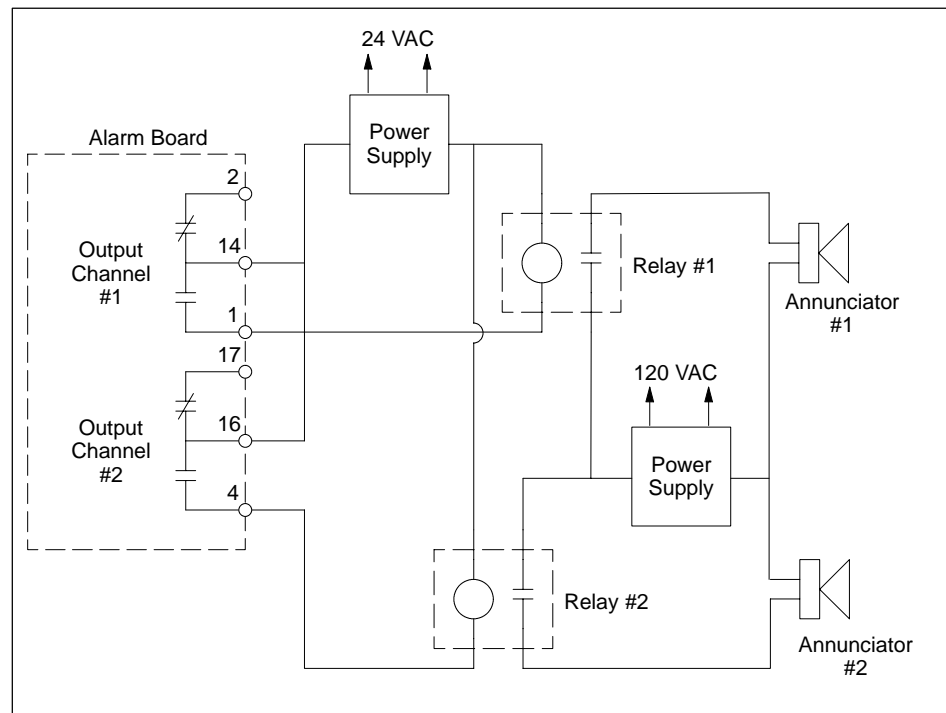 24 VAC
Power
Supply
Alarm Board
2
Output
Channel
#1
14
1
Relay #1
Annunciator
#1
17
120 VAC
Output
Channel
#2
16
4
Power
Supply
Relay #2
Annunciator
#2